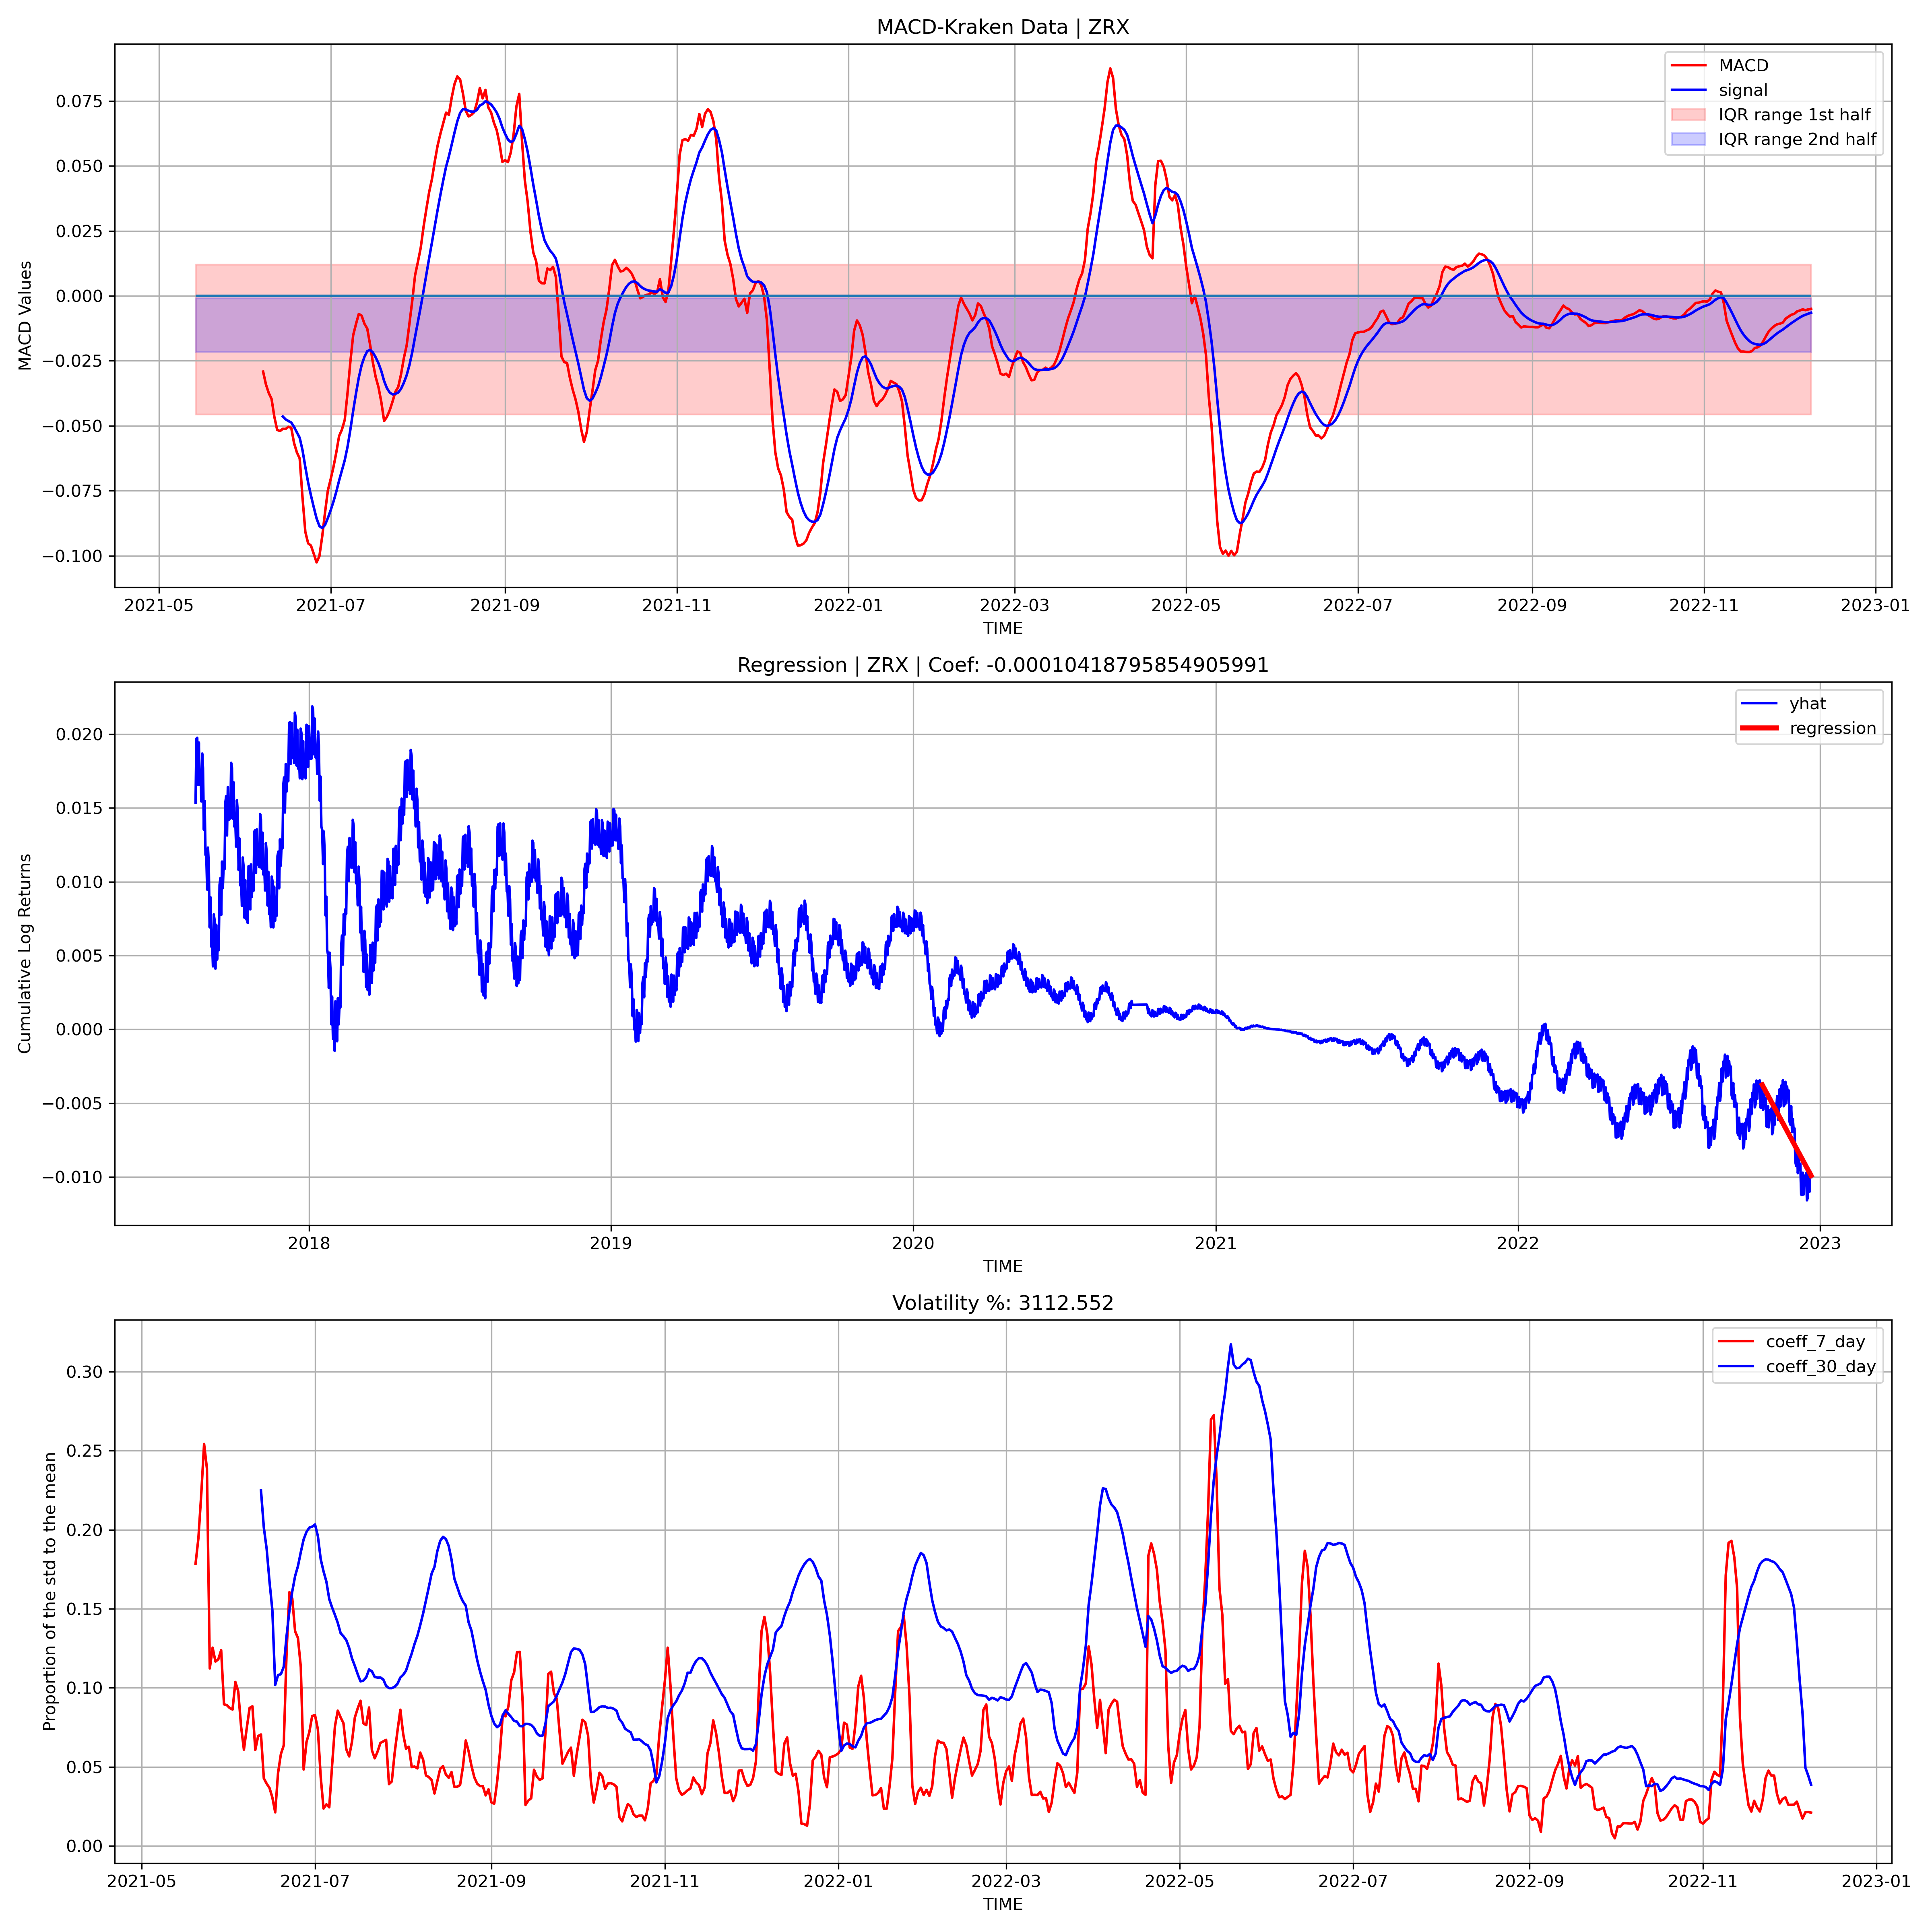 MACD-Kraken Data | ZRX
MACD Values
0.075
0.050
0.025
0.000
−0.025
−0.050
−0.075
−0.100
MACD
signal
IQR range 1st half
IQR range 2nd half
2021-05 2021-07 2021-09 2021-11 2022-01 2022-03 2022-05 2022-07 2022-09 2022-11 2023-01
TIME
Regression | ZRX | Coef: -0.00010418795854905991
Cumulative Log Returns
0.020
0.015
0.010
0.005
0.000
−0.005
−0.010
yhat
regression
2018 2019 2020 2021 2022 2023
TIME
Volatility %: 3112.552
Proportion of the std to the mean
0.30
0.25
0.20
0.15
0.10
0.05
0.00
coeff_7_day
coeff_30_day
2021-05 2021-07 2021-09 2021-11 2022-01 2022-03 2022-05 2022-07 2022-09 2022-11 2023-01
TIME